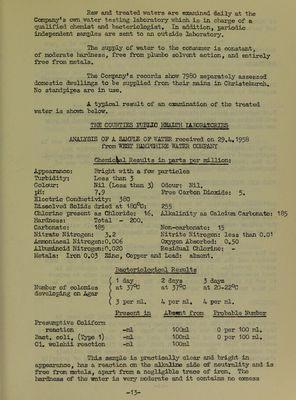 Raw and treated waters are examined daily at the
Company's own water testing laboratory which is in charge of a
qualified chemist and bacteriologist. In addition, periodic
independent samples are sent to an outside laboratory.
The supply of water to the consumer is constant,
of moderate hardness, free from plumbo solvent action, and entirely
free from metals.
The Company's records show 7980 separately assessed
domestic dwellings to be supplied from their mains in Christchurch.
No standpipes are in use.
A typical result of an examination of the treated
water is shown below.
THE COUNTIES PUBLIC HEALTH LABORATORIES
ANALYSIS OF A SAMPLE OF WATER received on 29.4.1958
from WEST HAMPSHIRE WATER COMPANY
Chemical Results in parts per million:
Appearance: Bright with a few particles
Turbidity: Less than 3
Colour: Nil (Less than 3) Odour: Nil.
pH: 7.9 Free Carbon Dioxide: 5.
Electric Conductivity: 380
Dissolved Solids dried at 180°C: 255
Chlorine present as Chloride: 16. Alkalinity as Calcium Carbonate: 185
Hardness: Total - 200,
Carbonate: 185 Non-carbonate: 15
Nitrate Nitrogen: 3.2 Nitrite Nitrogen: less than 0.01
Ammoniacal Nitrogen: 0.006 Oxygen Absorbed: 0.50
Albuminoid Nitrogen: 0.020 Residual Chlorine: -
Metals: Iron 0.03 Zinc, Copper and Lead: absent.
Bacteriological Results
Number of colonies developing on Agar
1 day at 37°C 2 days at 37°C 3 days at 20-22°C
3 per ml. 4 per ml. 4 per ml.
Present in Absent from Probable Number
Presumptive Coliform
reaction -ml 100ml 0 per 100 ml.
Bact. coli, (Type 1) -ml 100ml 0 per 100 ml.
Cl. welchii reaction -ml 100ml
This sample is practically clear and bright in
appearance, has a reaction on the alkaline side of neutrality and is
free from metals, apart from a negligible trace of iron. The
hardness of the water is very moderate and it contains no excess
-13-